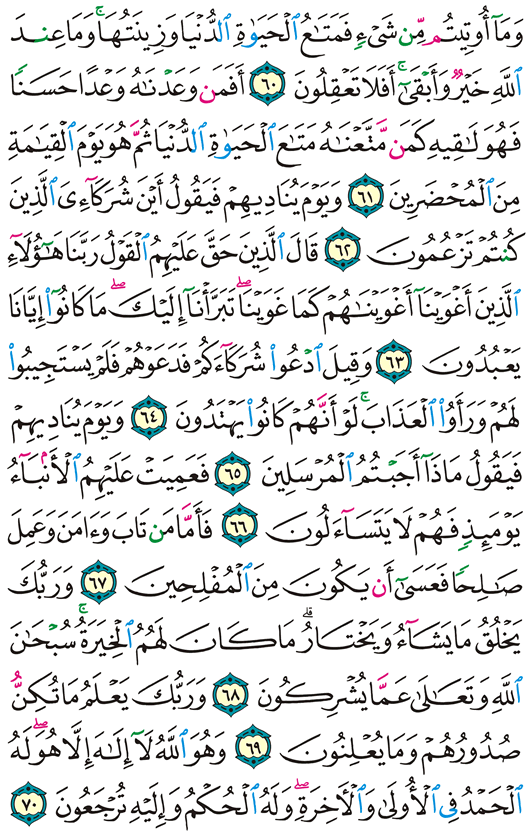 وَمَآ أُوتِيتُم مِّن شَىْءٍ فَمَتَـٰعُ ٱلْحَيَوٰةِ ٱلدُّنْيَا وَزِينَتُهَا ۚ وَمَا عِندَ
ٱللَّهِ خَيْرٌ وَأَبْقَىٰٓ ۚ أَفَلَا تَعْقِلُونَ ٦٠ أَفَمَن وَعَدْنَـٰهُ وَعْدًا حَسَنًا
فَهُوَ لَـٰقِيهِ كَمَن مَّتَّعْنَـٰهُ مَتَـٰعَ ٱلْحَيَوٰةِ ٱلدُّنْيَا ثُمَّ هُوَ يَوْمَ ٱلْقِيَـٰمَةِ
مِنَ ٱلْمُحْضَرِينَ ٦١ وَيَوْمَ يُنَادِيهِمْ فَيَقُولُ أَيْنَ شُرَكَآءِىَ ٱلَّذِينَ
كُنتُمْ تَزْعُمُونَ ٦٢ قَالَ ٱلَّذِينَ حَقَّ عَلَيْهِمُ ٱلْقَوْلُ رَبَّنَا هَـٰٓؤُلَآءِ
ٱلَّذِينَ أَغْوَيْنَآ أَغْوَيْنَـٰهُمْ كَمَا غَوَيْنَا ۖ تَبَرَّأْنَآ إِلَيْكَ ۖ مَا كَانُوٓا۟ إِيَّانَا
يَعْبُدُونَ ٦٣ وَقِيلَ ٱدْعُوا۟ شُرَكَآءَكُمْ فَدَعَوْهُمْ فَلَمْ يَسْتَجِيبُوا۟
لَهُمْ وَرَأَوُا۟ ٱلْعَذَابَ ۚ لَوْ أَنَّهُمْ كَانُوا۟ يَهْتَدُونَ ٦٤ وَيَوْمَ يُنَادِيهِمْ
فَيَقُولُ مَاذَآ أَجَبْتُمُ ٱلْمُرْسَلِينَ ٦٥ فَعَمِيَتْ عَلَيْهِمُ ٱلْأَنۢبَآءُ
يَوْمَئِذٍ فَهُمْ لَا يَتَسَآءَلُونَ ٦٦ فَأَمَّا مَن تَابَ وَءَامَنَ وَعَمِلَ
صَـٰلِحًا فَعَسَىٰٓ أَن يَكُونَ مِنَ ٱلْمُفْلِحِينَ ٦٧ وَرَبُّكَ
يَخْلُقُ مَا يَشَآءُ وَيَخْتَارُ ۗ مَا كَانَ لَهُمُ ٱلْخِيَرَةُ ۚ سُبْحَـٰنَ
ٱللَّهِ وَتَعَـٰلَىٰ عَمَّا يُشْرِكُونَ ٦٨ وَرَبُّكَ يَعْلَمُ مَا تُكِنُّ
صُدُورُهُمْ وَمَا يُعْلِنُونَ ٦٩ وَهُوَ ٱللَّهُ لَآ إِلَـٰهَ إِلَّا هُوَ ۖ لَهُ
ٱلْحَمْدُ فِى ٱلْأُولَىٰ وَٱلْـَٔاخِرَةِ ۖ وَلَهُ ٱلْحُكْمُ وَإِلَيْهِ تُرْجَعُونَ ٧٠